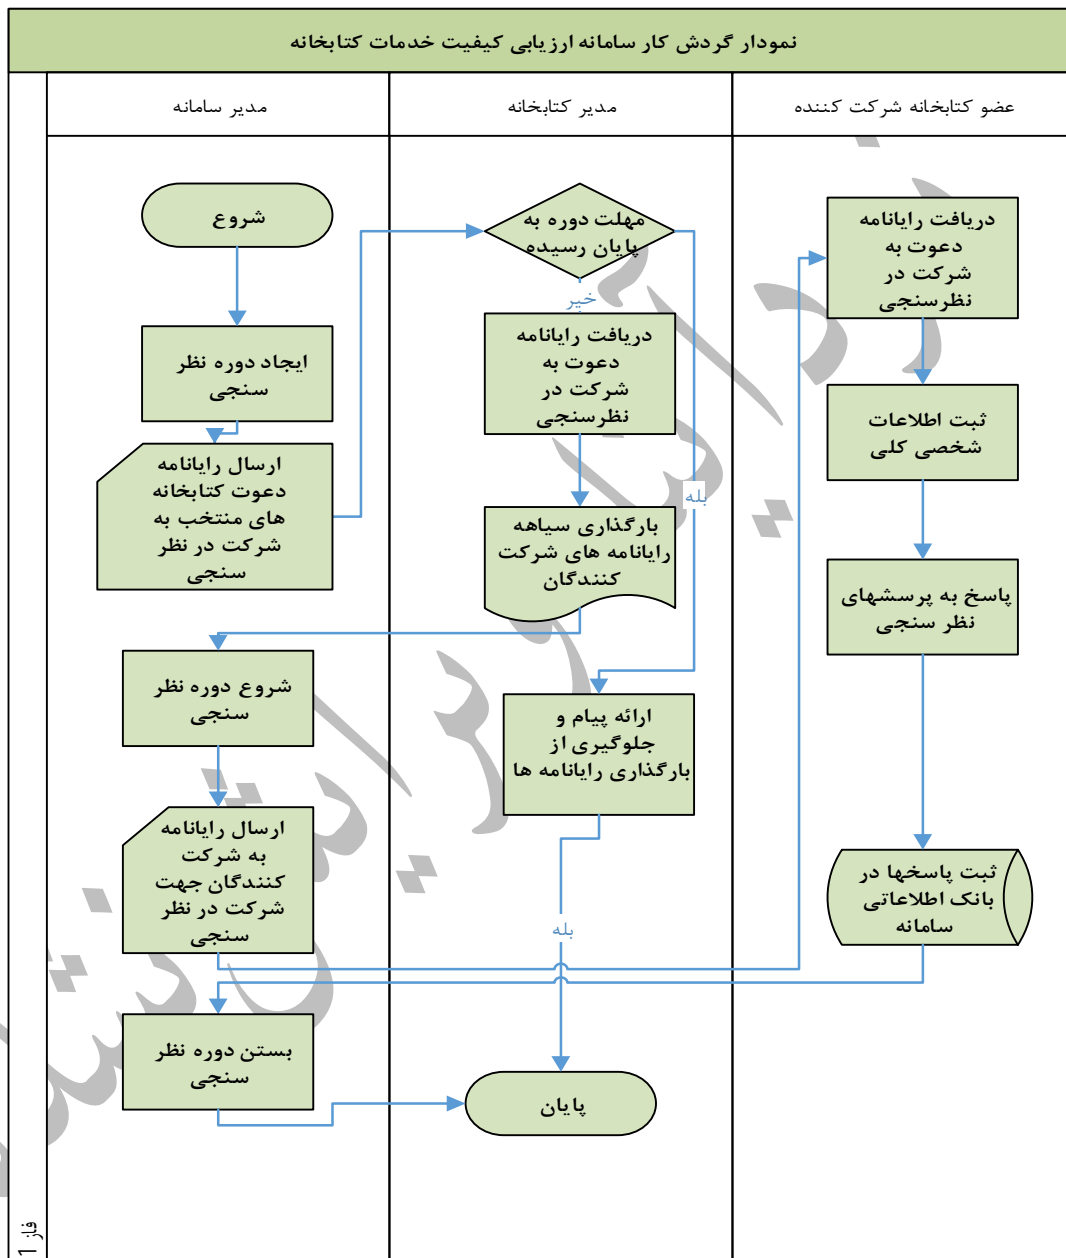 نمودار گردش کار سامانه ارزیابی کیفیت خدمات کتابخانه
عضو کتابخانه شرکت کننده
مدیر کتابخانه
مدیر سامانه
شروع
ایجاد دوره نظر
سنجی
ارسال رایانامه
دعوت کتابخانه
های منتخب به
شرکت در نظر
سنجی
مهلت دوره به
پایان رسیده
خیر
بله
دریافت رایانامه
دعوت به
شرکت در
نظرسنجی
بارگذاری سیاهه
رایانامه های شرکت
کنندگان
شروع دوره نظر
سنجی
ارسال رایانامه
به شرکت
کنندگان جهت
شرکت در نظر
سنجی
دریافت رایانامه
دعوت به
شرکت در
نظرسنجی
ثبت اطلاعات
شخصی کلی
پاسخ به پرسشهای
نظر سنجی
ثبت پاسخها در
بانک اطلاعاتی
سامانه
ارائه پیام و
جلوگیری از
بارگذاری رایانامه ها
بله
بستن دوره نظر
سنجی
پایان
فاز 1